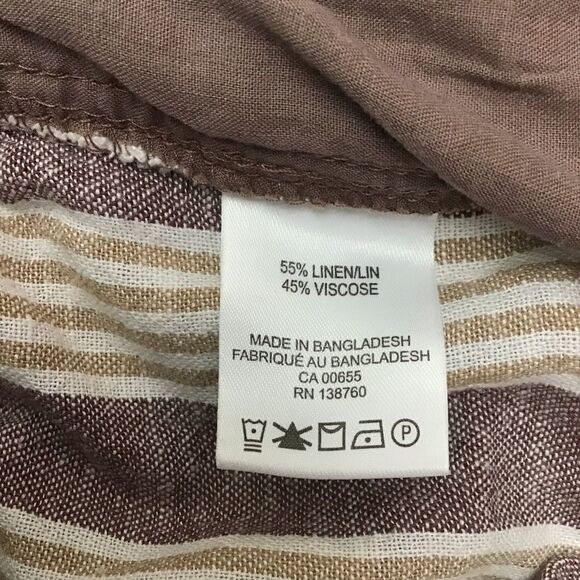 55% LINEN/LIN
45% VISCOSE
MADE IN BANGLADESH
FABRIQUÉ AU BANGLADESH
CA 00655
RN 138760
P